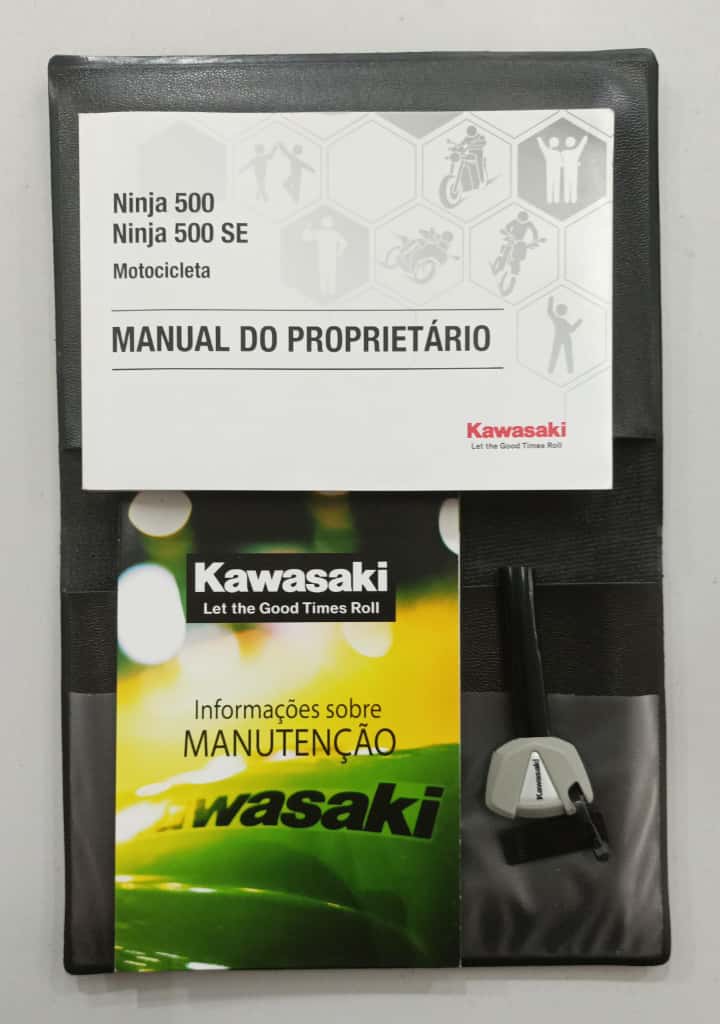 Ninja 500
Ninja 500 SE
Motocicleta
MANUAL DO PROPRIETÁRIO
Kawasaki
Let the Good Times Roll
Kawasaki
Let the Good Times Roll
Informações sobre
MANUTENÇÃO
awasaki
Kawasaki